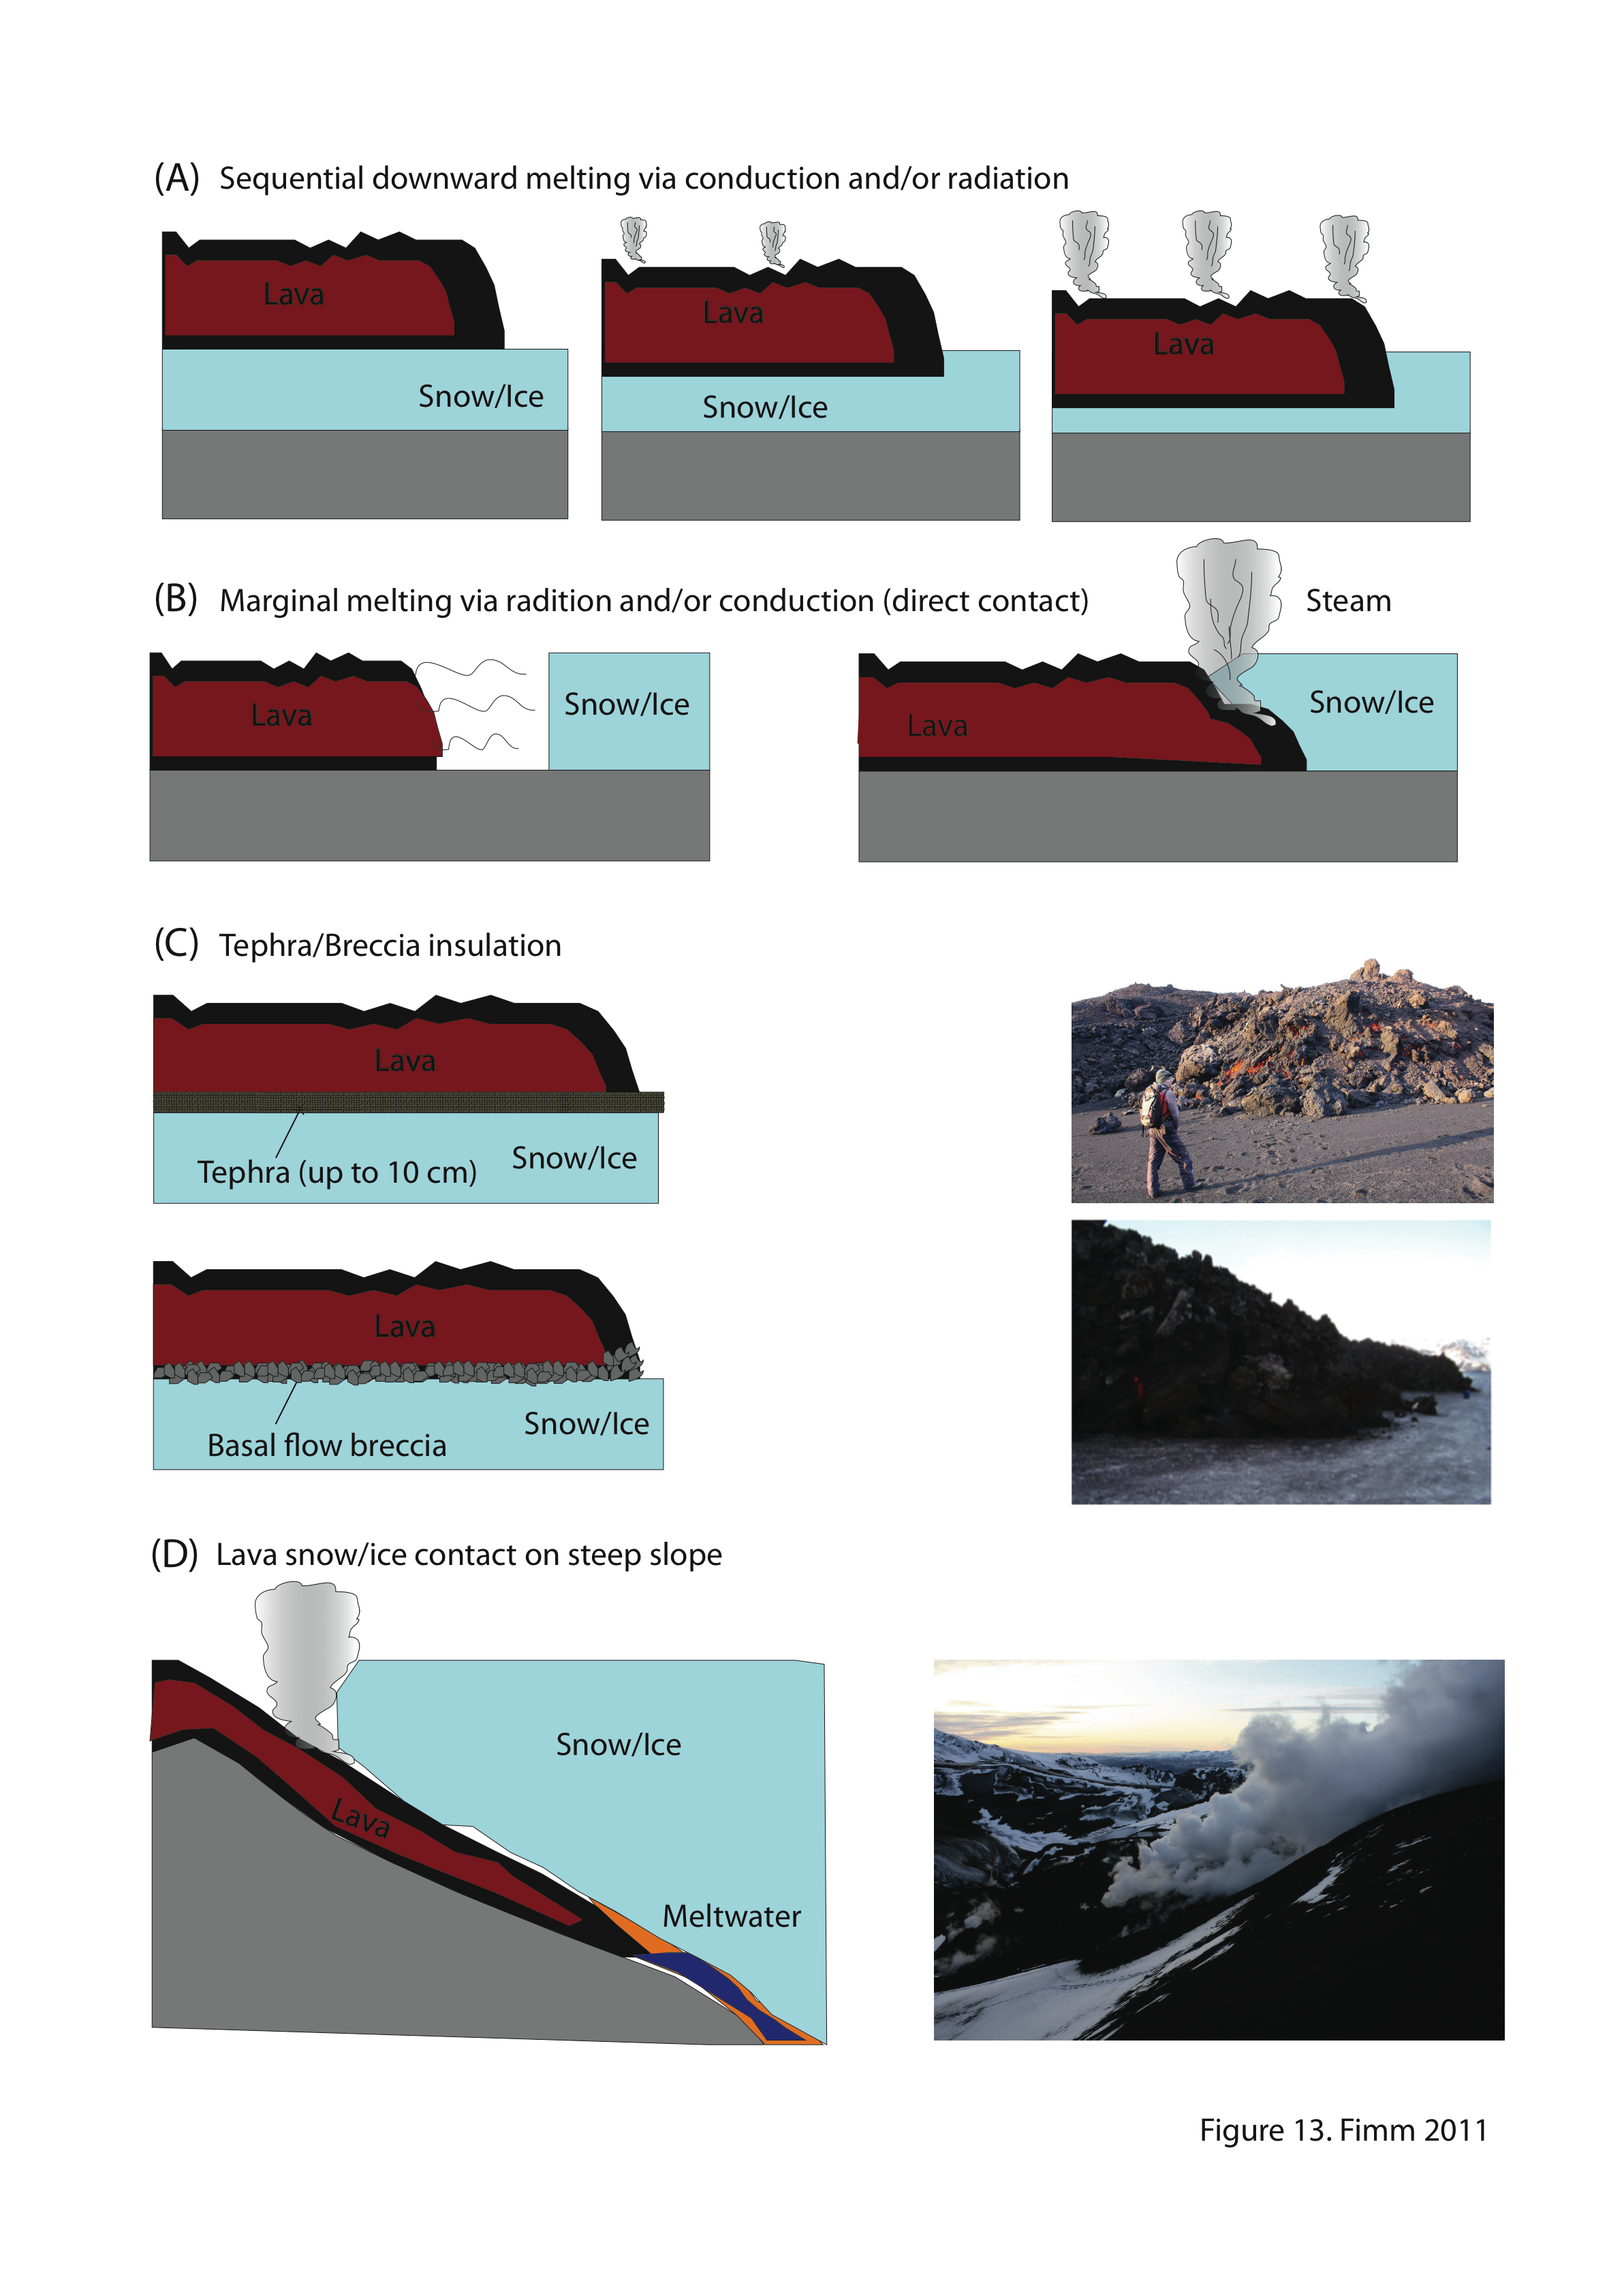 (A) Sequential downward melting via conduction and/or radiation
Lava
Snow/Ice
Lava
Snow/Ice
Lava
(B) Marginal melting via radition and/or conduction (direct contact)
Steam
Lava
Snow/Ice
Lava
Snow/Ice
(C) Tephra/Breccia insulation
Lava
Tephra (up to 10 cm)
Snow/Ice
Lava
Snow/Ice
Basal flow breccia
(D) Lava snow/ice contact on steep slope
Snow/Ice
Lava
Meltwater
Figure 13. Fimm 2011